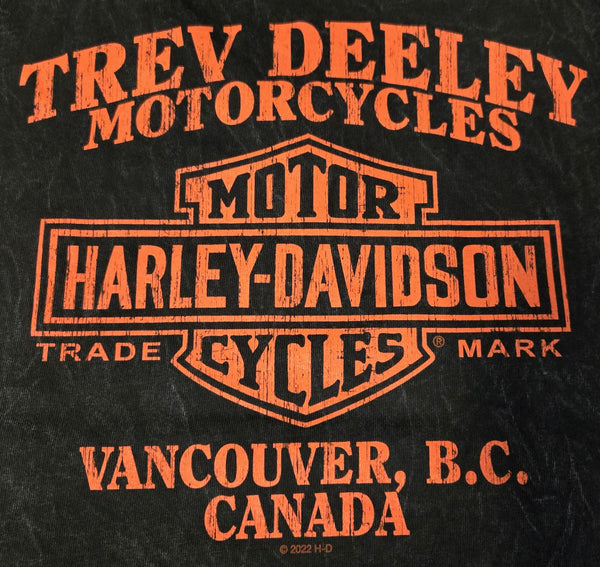 TREV DEELEY
MOTORCYCLES
MOTOR
HARLEY-DAVIDSON
CYCLES
TRADE ® MARK
VANCOUVER, B.C.
CANADA
© 2022 H-D